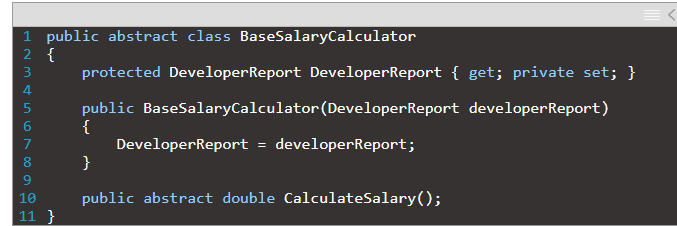 1 public abstract class BaseSalaryCalculator
2 {
3     protected DeveloperReport DeveloperReport { get; private set; }
4
5     public BaseSalaryCalculator(DeveloperReport developerReport)
6     {
7         DeveloperReport = developerReport;
8     }
9
10     public abstract double CalculateSalary();
11 }